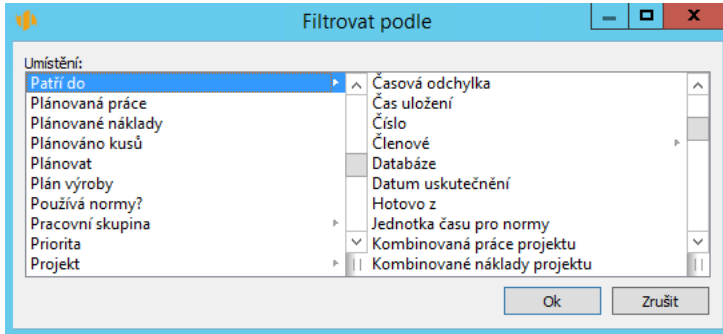 Filtrovat podle
Umístění:
Patří do
Plánovaná práce
Plánované náklady
Plánováno kusů
Plánovat
Plán výroby
Používá normy?
Pracovní skupina
Priorita
Projekt
Časová odchylka
Čas uložení
Číslo
Členové
Databáze
Datum uskutečnění
Hotovo z
Jednotka času pro normy
Kombinovaná práce projektu
Kombinované náklady projektu
Ok
Zrušit